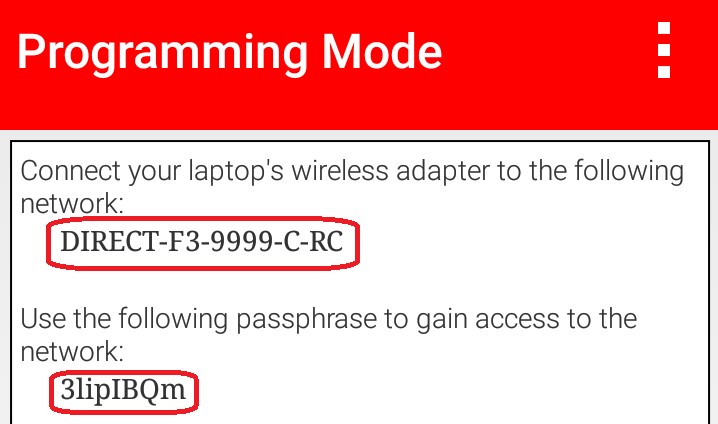 Programming Mode
Connect your laptop's wireless adapter to the following
network:
DIRECT-F3-9999-C-RC
Use the following passphrase to gain access to the
network:
3lipIBQm